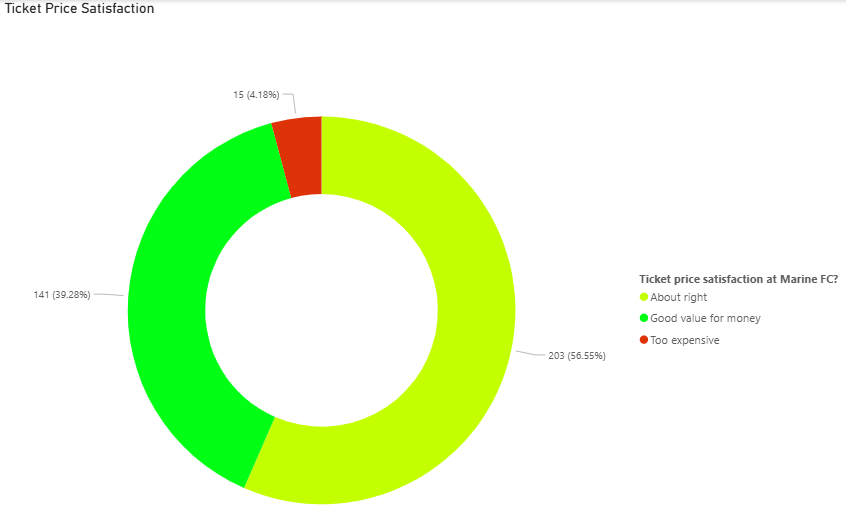 Ticket Price Satisfaction
15 (4.18%)
141 (39.28%)
203 (56.55%)
Ticket price satisfaction at Marine FC?
About right
Good value for money
Too expensive